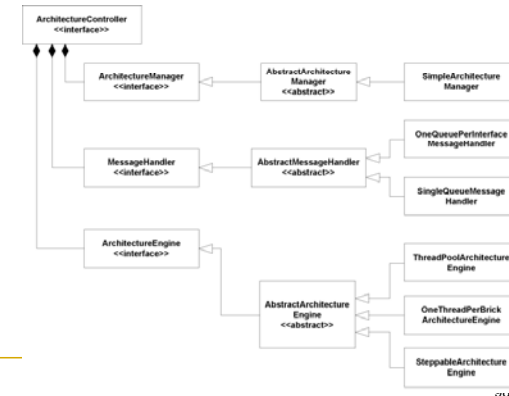 ArchitectureController
<<interface>>
ArchitectureManager
<<interface>>
AbstractArchitecture
Manager
<<abstract>>
SimpleArchitecture
Manager
OneQueuePerInterface
MessageHandler
MessageHandler
<<interface>>
AbstractMessageHandler
<<abstract>>
SingleQueueMessage
Handler
ArchitectureEngine
<<interface>>
ThreadPoolArchitecture
Engine
AbstractArchitecture
Engine
<<abstract>>
OneThreadPerBrick
ArchitectureEngine
SteppableArchitecture
Engine